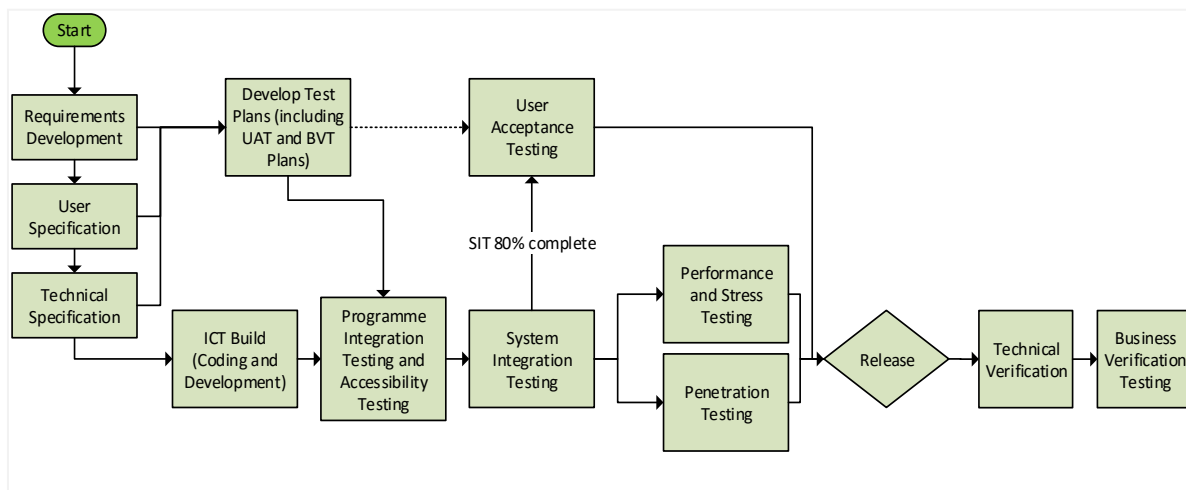 Start
Requirements
Development
User
Specification
Technical
Specification
Develop Test
Plans (including
UAT and BVT
Plans)
ICT Build
(Coding and
Development)
Programme
Integration
Testing and
Accessibility
Testing
User
Acceptance
Testing
SIT 80% complete
System
Integration
Testing
Performance
and Stress
Testing
Penetration
Testing
Release
Technical
Verification
Business
Verification
Testing